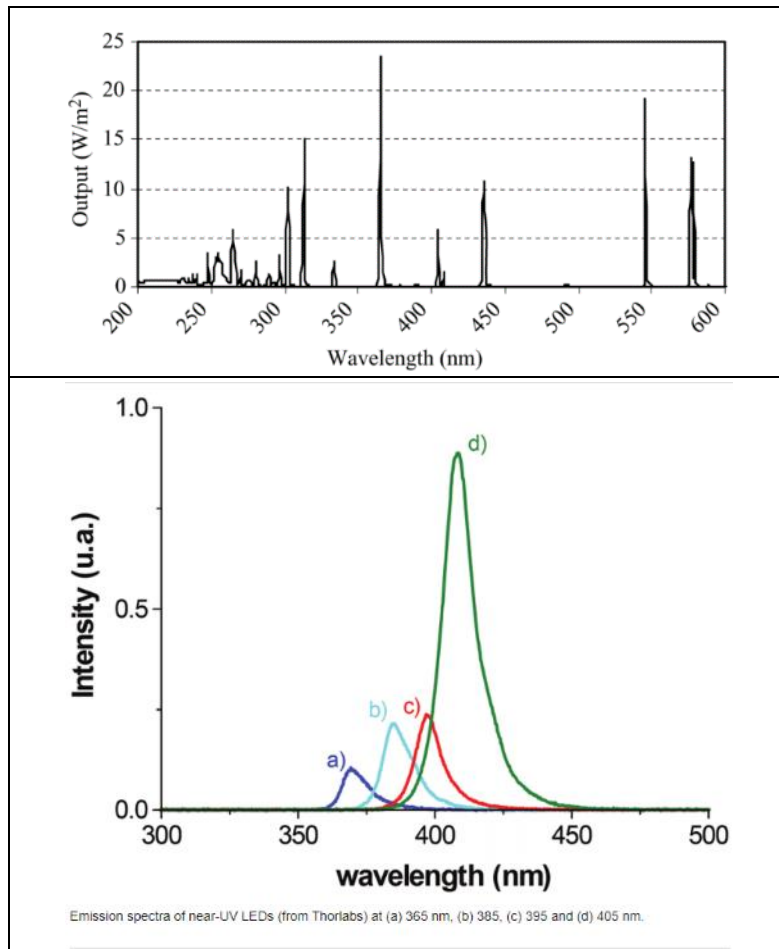 25
20
15
10
5
0
Output (W/m²)
200 250 300 350 400 450 500 550 600
Wavelength (nm)
1.0
0.5
0.0
Intensity (u.a.)
d)
b) c)
a)
300 350 400 450 500
wavelength (nm)
Emission spectra of near-UV LEDs (from Thorlabs) at (a) 365 nm, (b) 385, (c) 395 and (d) 405 nm.